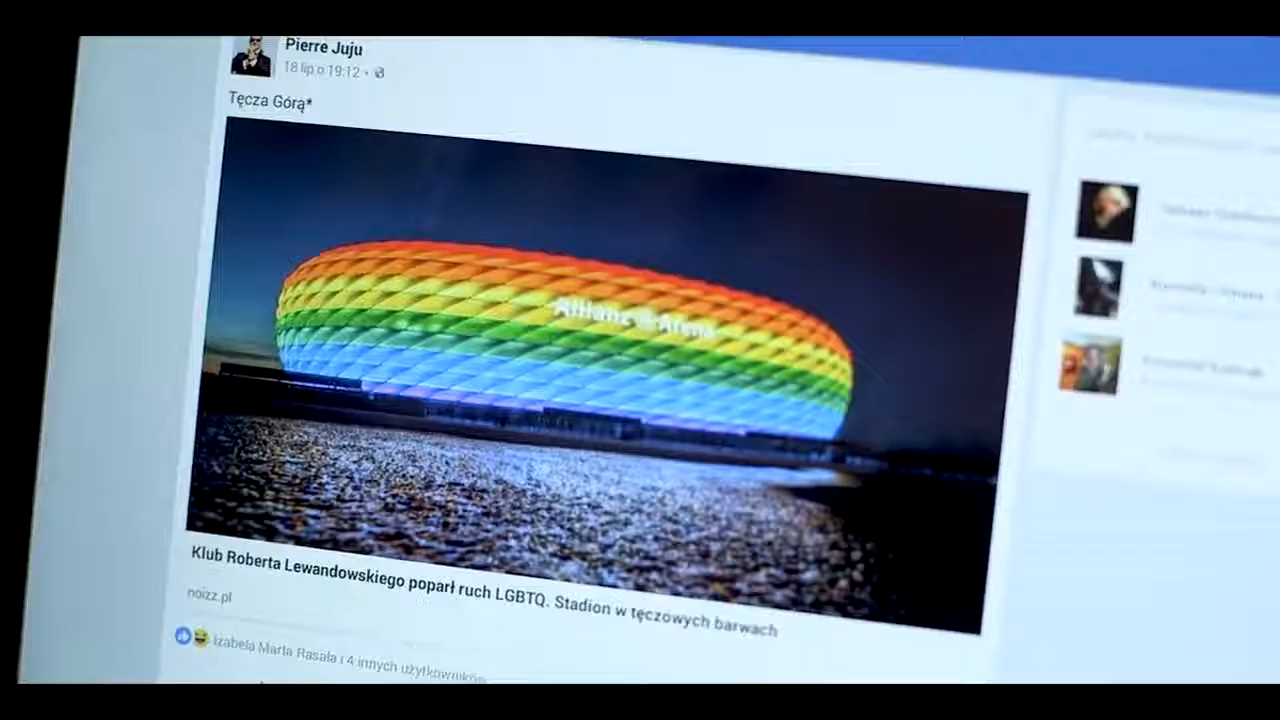 Pierre Juju
18 lip o 19:12 ·
Tęcza Górą*
Allianz Arena
Klub Roberta Lewandowskiego poparł ruch LGBTQ. Stadion w tęczowych barwach
noizz.pl
Izabela Marta Rasała i 4 innych użytkowników